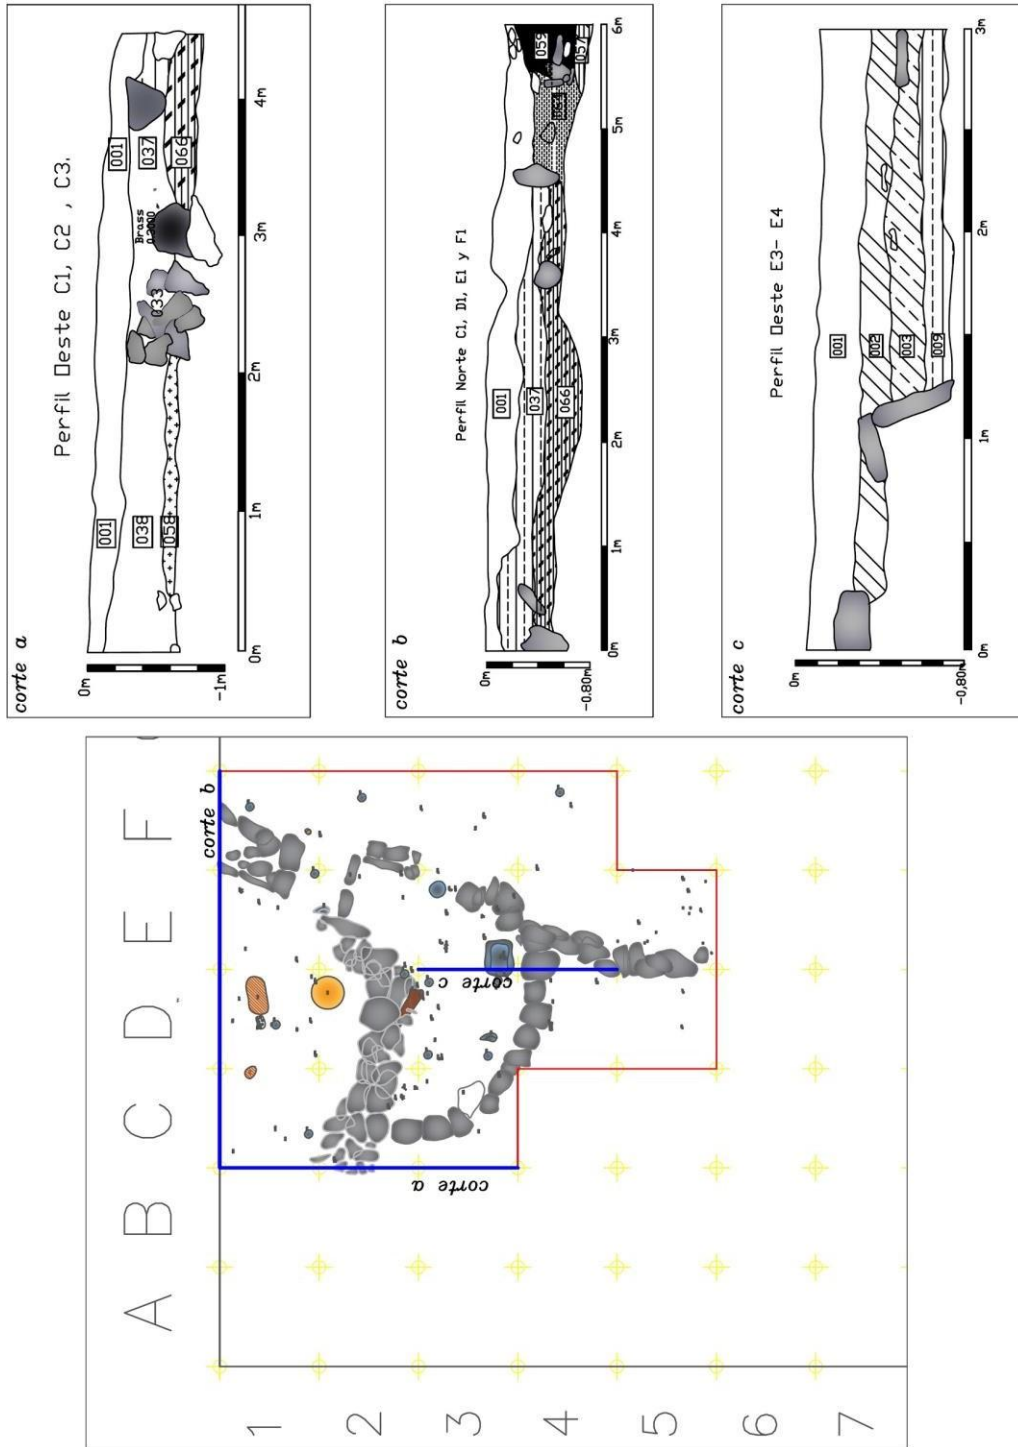 corte a
Perfil Oeste C1, C2 , C3.
0m
-1m
001
038
058
033
Brass
0.2000
001
037
066
0m
1m
2m
3m
4m
corte b
Perfil Norte C1, D1, E1 y F1
0m
-0.80m
001
037
066
059
057
0m
1m
2m
3m
4m
5m
6m
corte c
Perfil Oeste E3- E4
0m
-0,80m
001
002
003
009
0m
1m
2m
3m
A B C D E F
1
2
3
4
5
6
7
corte b
corte a
corte c